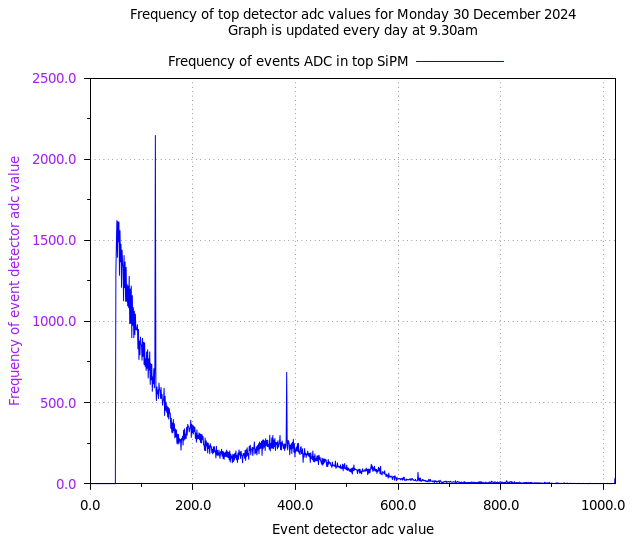 Frequency of top detector adc values for Monday 30 December 2024
Graph is updated every day at 9.30am
Frequency of events ADC in top SiPM
2500.0
2000.0
1500.0
1000.0
500.0
0.0
Frequency of event detector adc value
0.0 200.0 400.0 600.0 800.0 1000.0
Event detector adc value